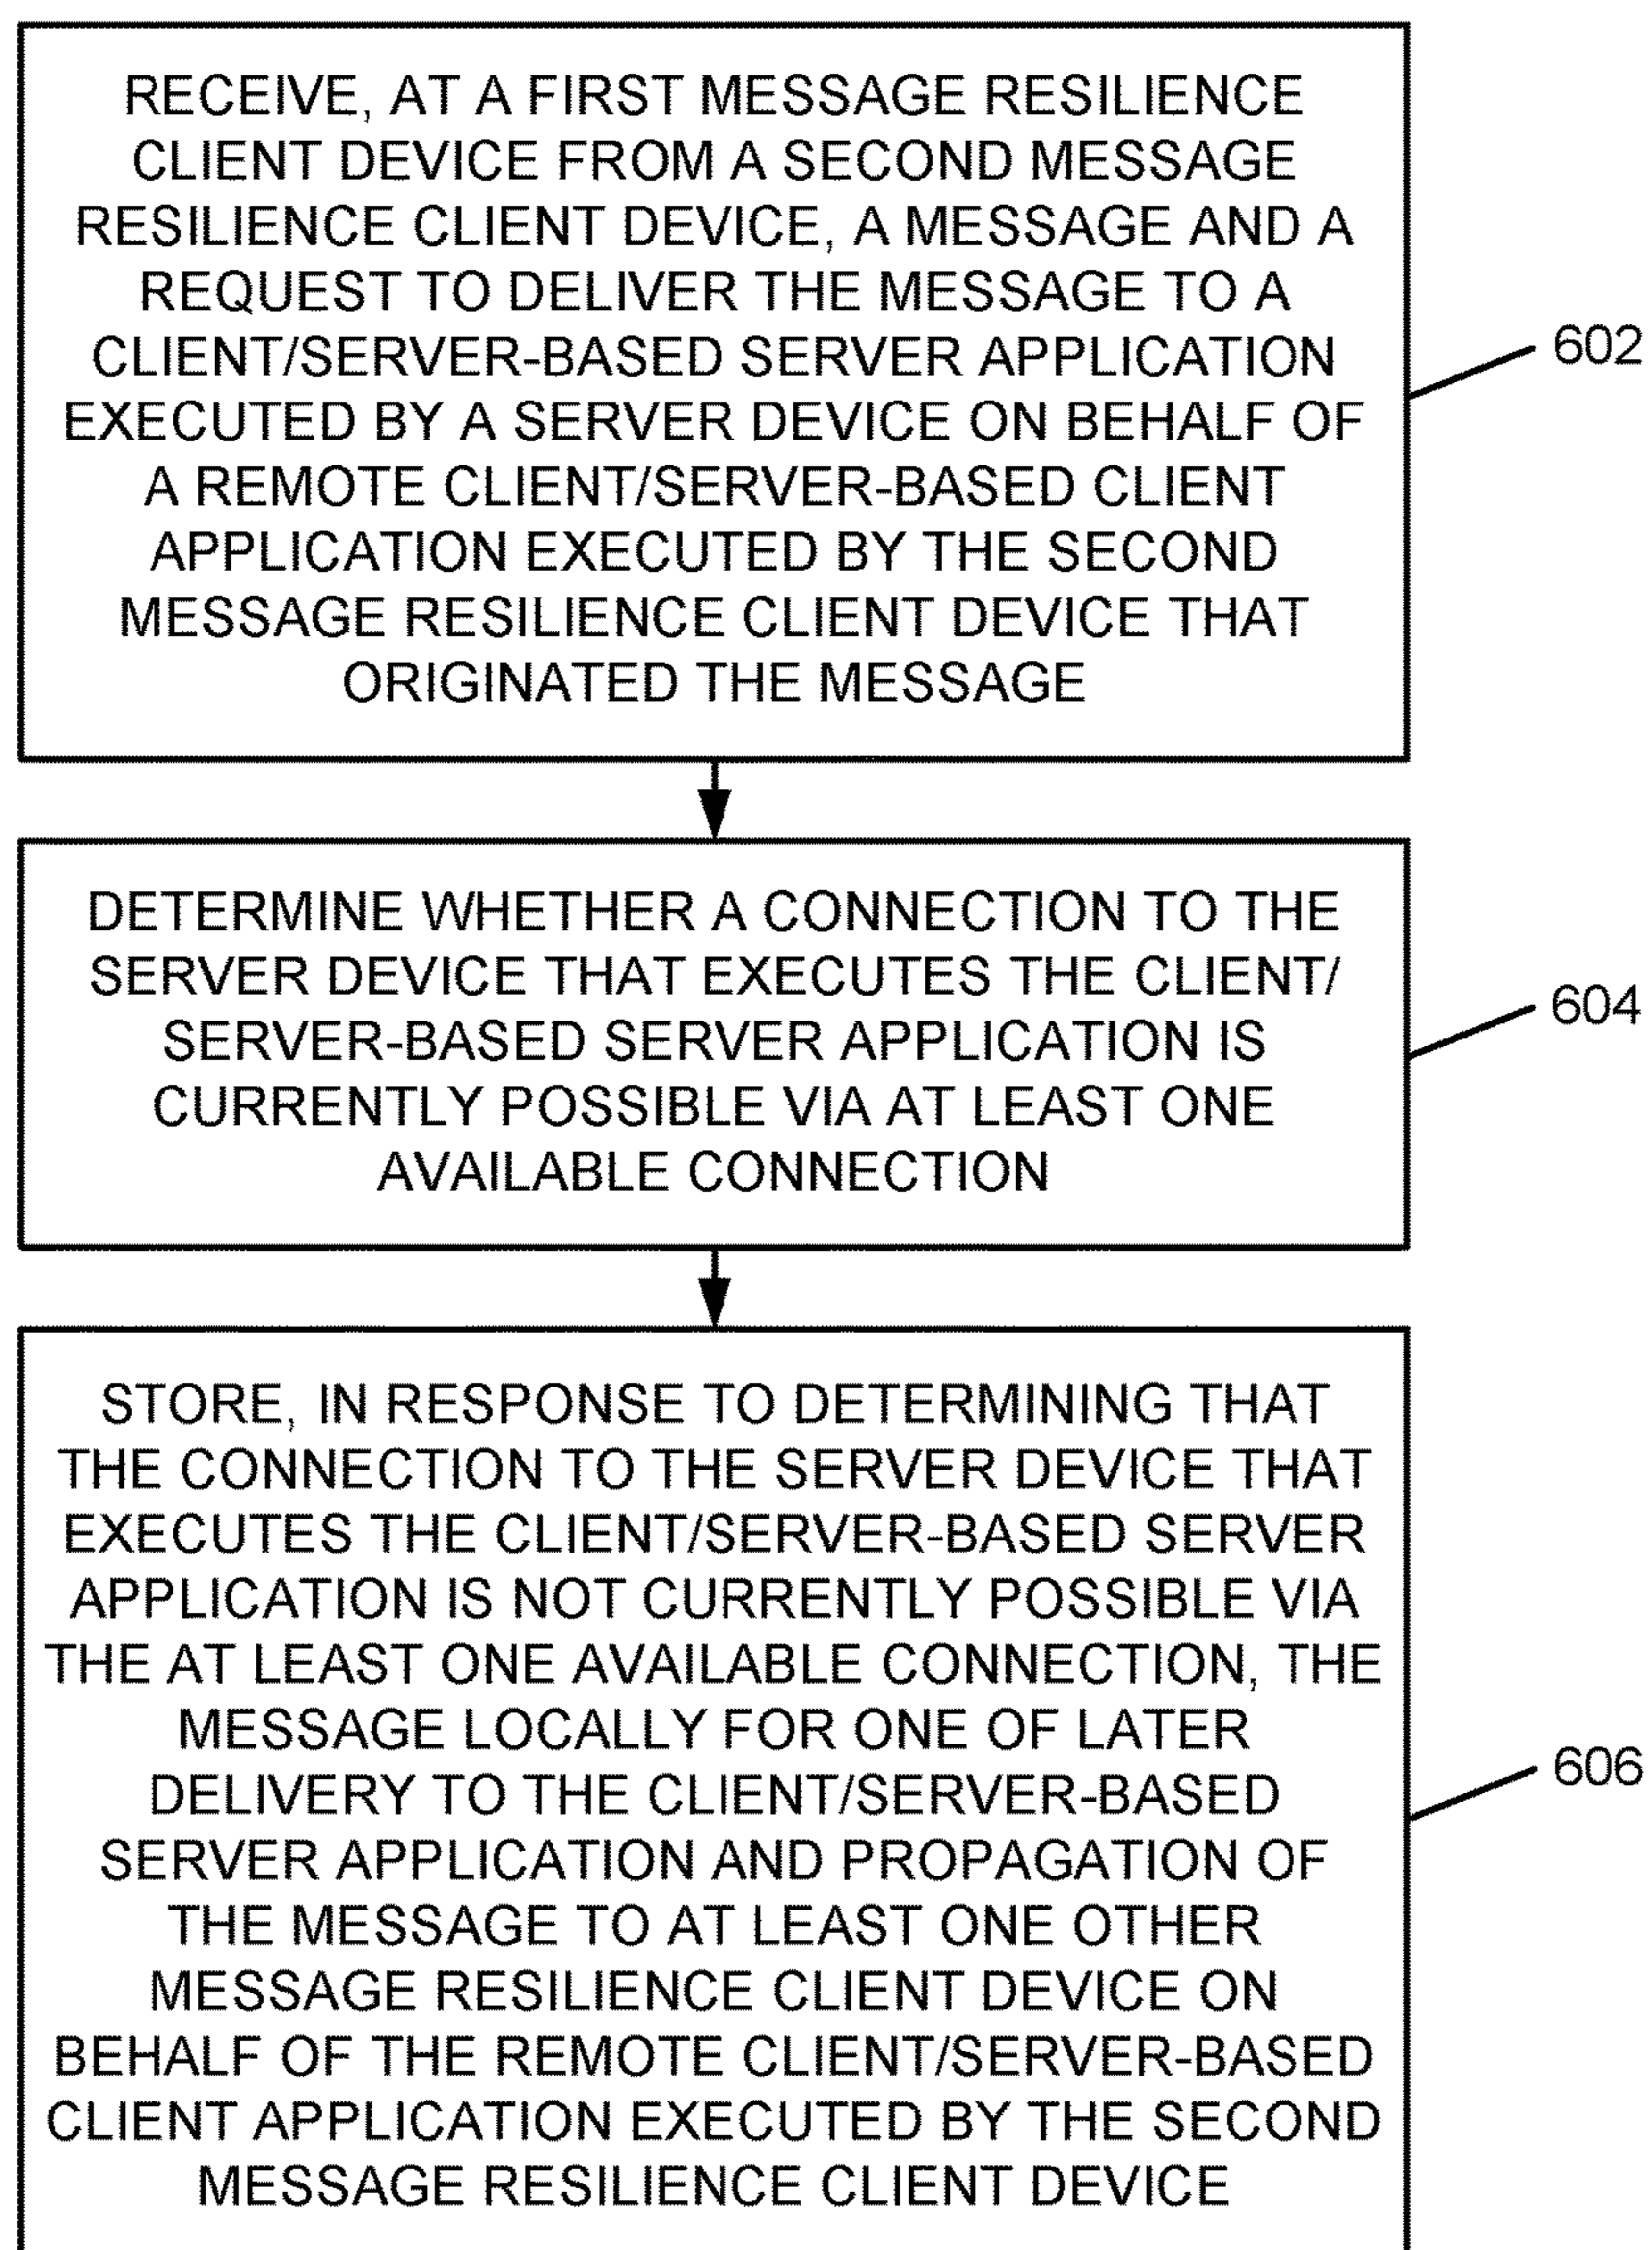 RECEIVE, AT A FIRST MESSAGE RESILIENCE
CLIENT DEVICE FROM A SECOND MESSAGE
RESILIENCE CLIENT DEVICE, A MESSAGE AND A
REQUEST TO DELIVER THE MESSAGE TO A
CLIENT/SERVER-BASED SERVER APPLICATION
EXECUTED BY A SERVER DEVICE ON BEHALF OF
A REMOTE CLIENT/SERVER-BASED CLIENT
APPLICATION EXECUTED BY THE SECOND
MESSAGE RESILIENCE CLIENT DEVICE THAT
ORIGINATED THE MESSAGE
602
DETERMINE WHETHER A CONNECTION TO THE
SERVER DEVICE THAT EXECUTES THE CLIENT/
SERVER-BASED SERVER APPLICATION IS
CURRENTLY POSSIBLE VIA AT LEAST ONE
AVAILABLE CONNECTION
604
STORE, IN RESPONSE TO DETERMINING THAT
THE CONNECTION TO THE SERVER DEVICE THAT
EXECUTES THE CLIENT/SERVER-BASED SERVER
APPLICATION IS NOT CURRENTLY POSSIBLE VIA
THE AT LEAST ONE AVAILABLE CONNECTION, THE
MESSAGE LOCALLY FOR ONE OF LATER
DELIVERY TO THE CLIENT/SERVER-BASED
SERVER APPLICATION AND PROPAGATION OF
THE MESSAGE TO AT LEAST ONE OTHER
MESSAGE RESILIENCE CLIENT DEVICE ON
BEHALF OF THE REMOTE CLIENT/SERVER-BASED
CLIENT APPLICATION EXECUTED BY THE SECOND
MESSAGE RESILIENCE CLIENT DEVICE
606